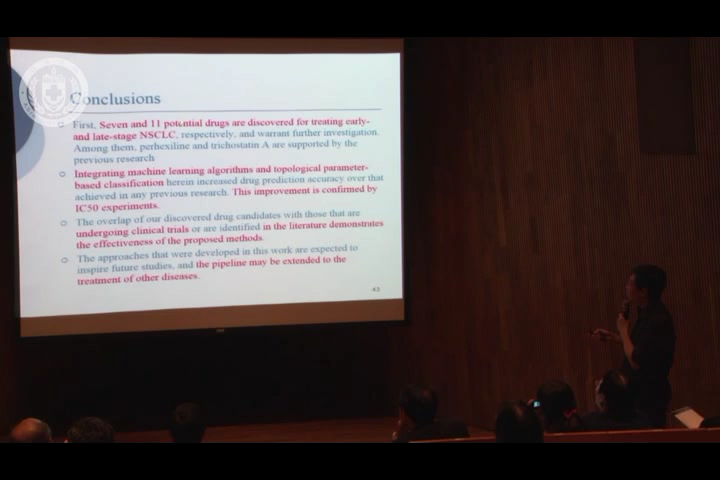 Conclusions
First, Seven and 11 potential drugs are discovered for treating early-
and late-stage NSCLC, respectively, and warrant further investigation.
Among them, perhexiline and trichostatin A are supported by the
previous research
Integrating machine learning algorithms and topological parameter-
based classification herein increased drug prediction accuracy over that
achieved in any previous research. This improvement is confirmed by
IC50 experiments.
The overlap of our discovered drug candidates with those that are
undergoing clinical trials or are identified in the literature demonstrates
the effectiveness of the proposed methods.
The approaches that were developed in this work are expected to
inspire future studies, and the pipeline may be extended to the
treatment of other diseases.
43